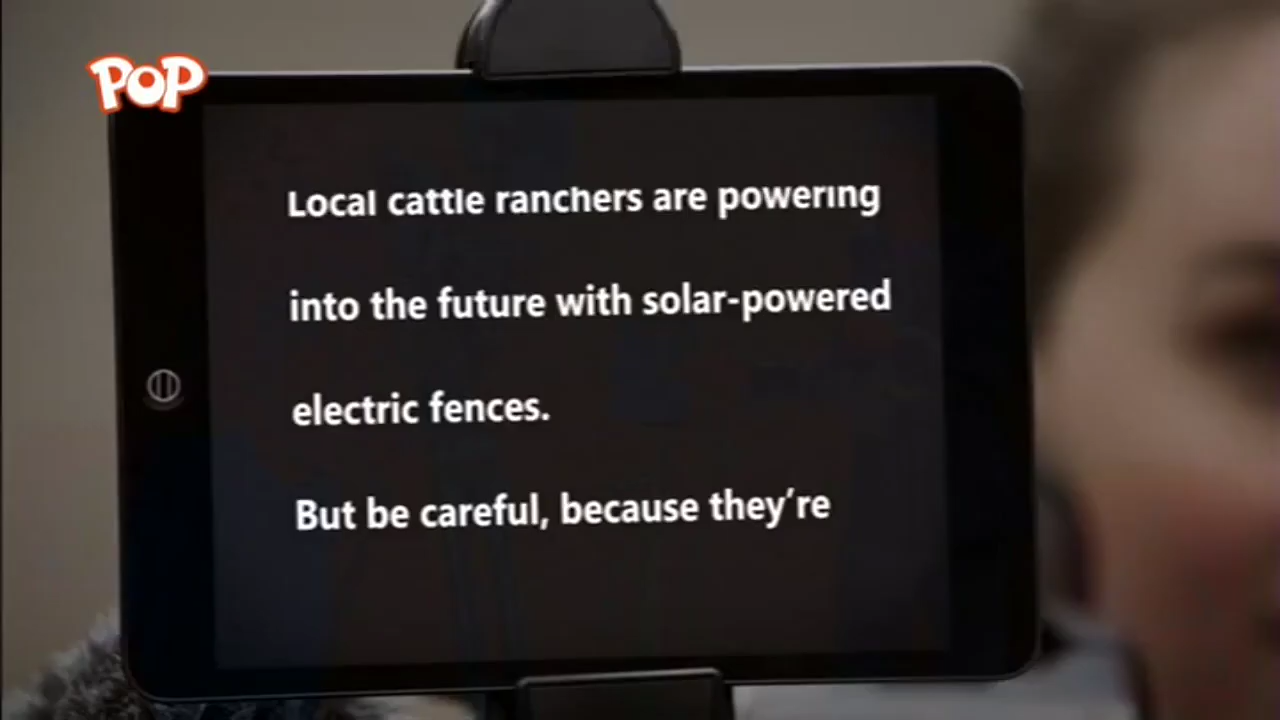 POP
Local cattle ranchers are powering
into the future with solar-powered
electric fences.
But be careful, because they're